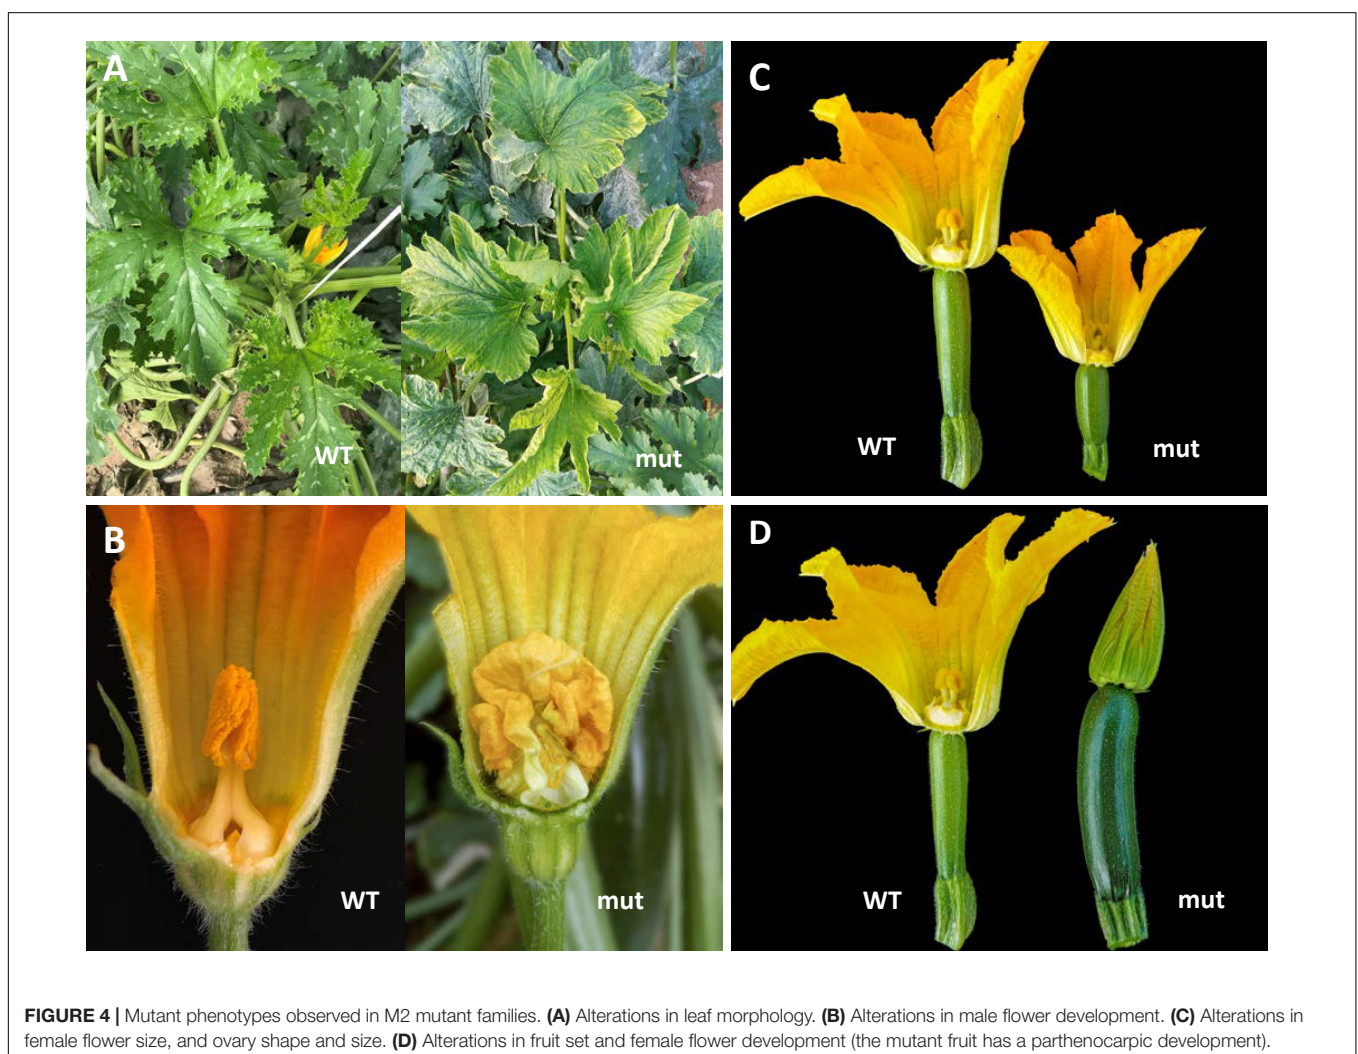 A
WT
mut
C
WT
mut
B
WT
mut
D
WT
mut
FIGURE 4 | Mutant phenotypes observed in M2 mutant families. (A) Alterations in leaf morphology. (B) Alterations in male flower development. (C) Alterations in
female flower size, and ovary shape and size. (D) Alterations in fruit set and female flower development (the mutant fruit has a parthenocarpic development).